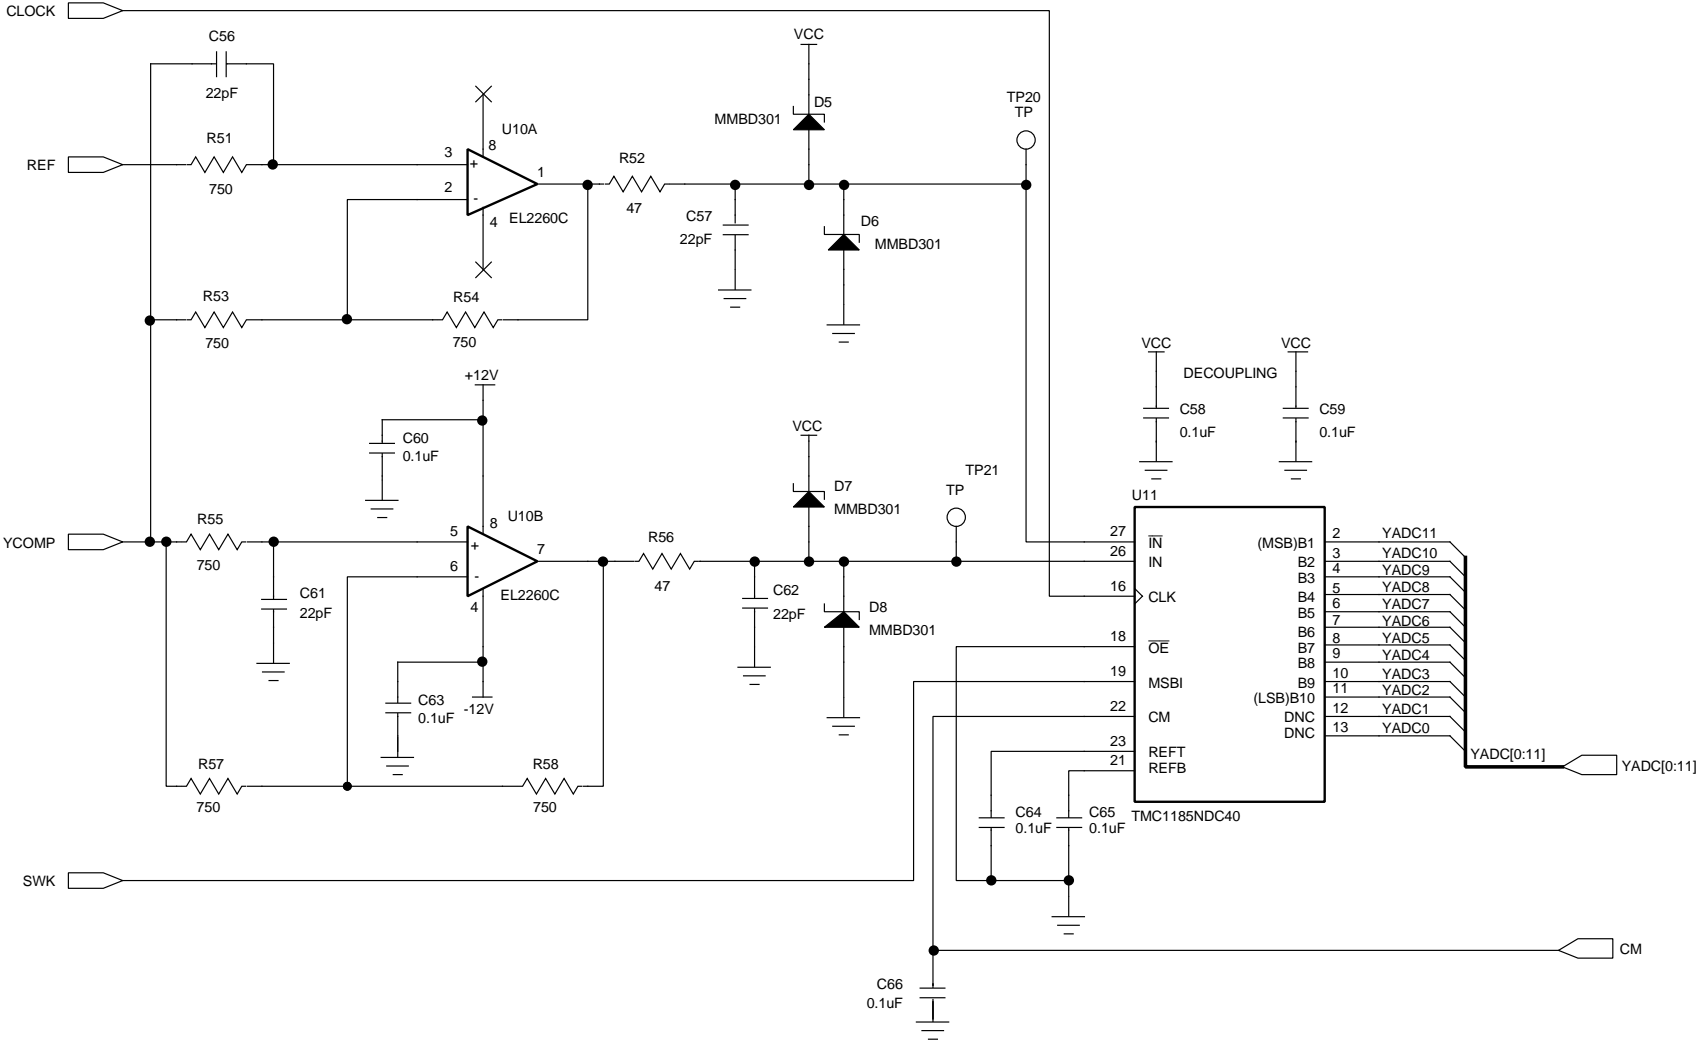 CLOCK
C56
22pF
REF
R51
750
3
2
+
-
8
4
U10A
1
EL2260C
R52
47
C57
22pF
VCC
D5
MMBD301
D6
MMBD301
TP20
TP
R53
750
R54
750
+12V
C60
0.1uF
YCOMP
R55
750
C61
22pF
5
6
+
-
8
4
U10B
7
EL2260C
C63
0.1uF
-12V
R57
750
R58
750
R56
47
C62
22pF
VCC
D7
MMBD301
D8
MMBD301
TP21
TP
VCC
DECOUPLING
VCC
C58
0.1uF
C59
0.1uF
U11
27 IN
26 IN
16 CLK
18 OE
19 MSBI
22 CM
23 REFT
21 REFB
(MSB)B1 2 YADC11
B2 3 YADC10
B3 4 YADC9
B4 5 YADC8
B5 6 YADC7
B6 7 YADC6
B7 8 YADC5
B8 9 YADC4
B9 10 YADC3
(LSB)B10 11 YADC2
DNC 12 YADC1
DNC 13 YADC0
YADC[0:11]
YADC[0:11]
TMC1185NDC40
C64
0.1uF
C65
0.1uF
SWK
CM
C66
0.1uF